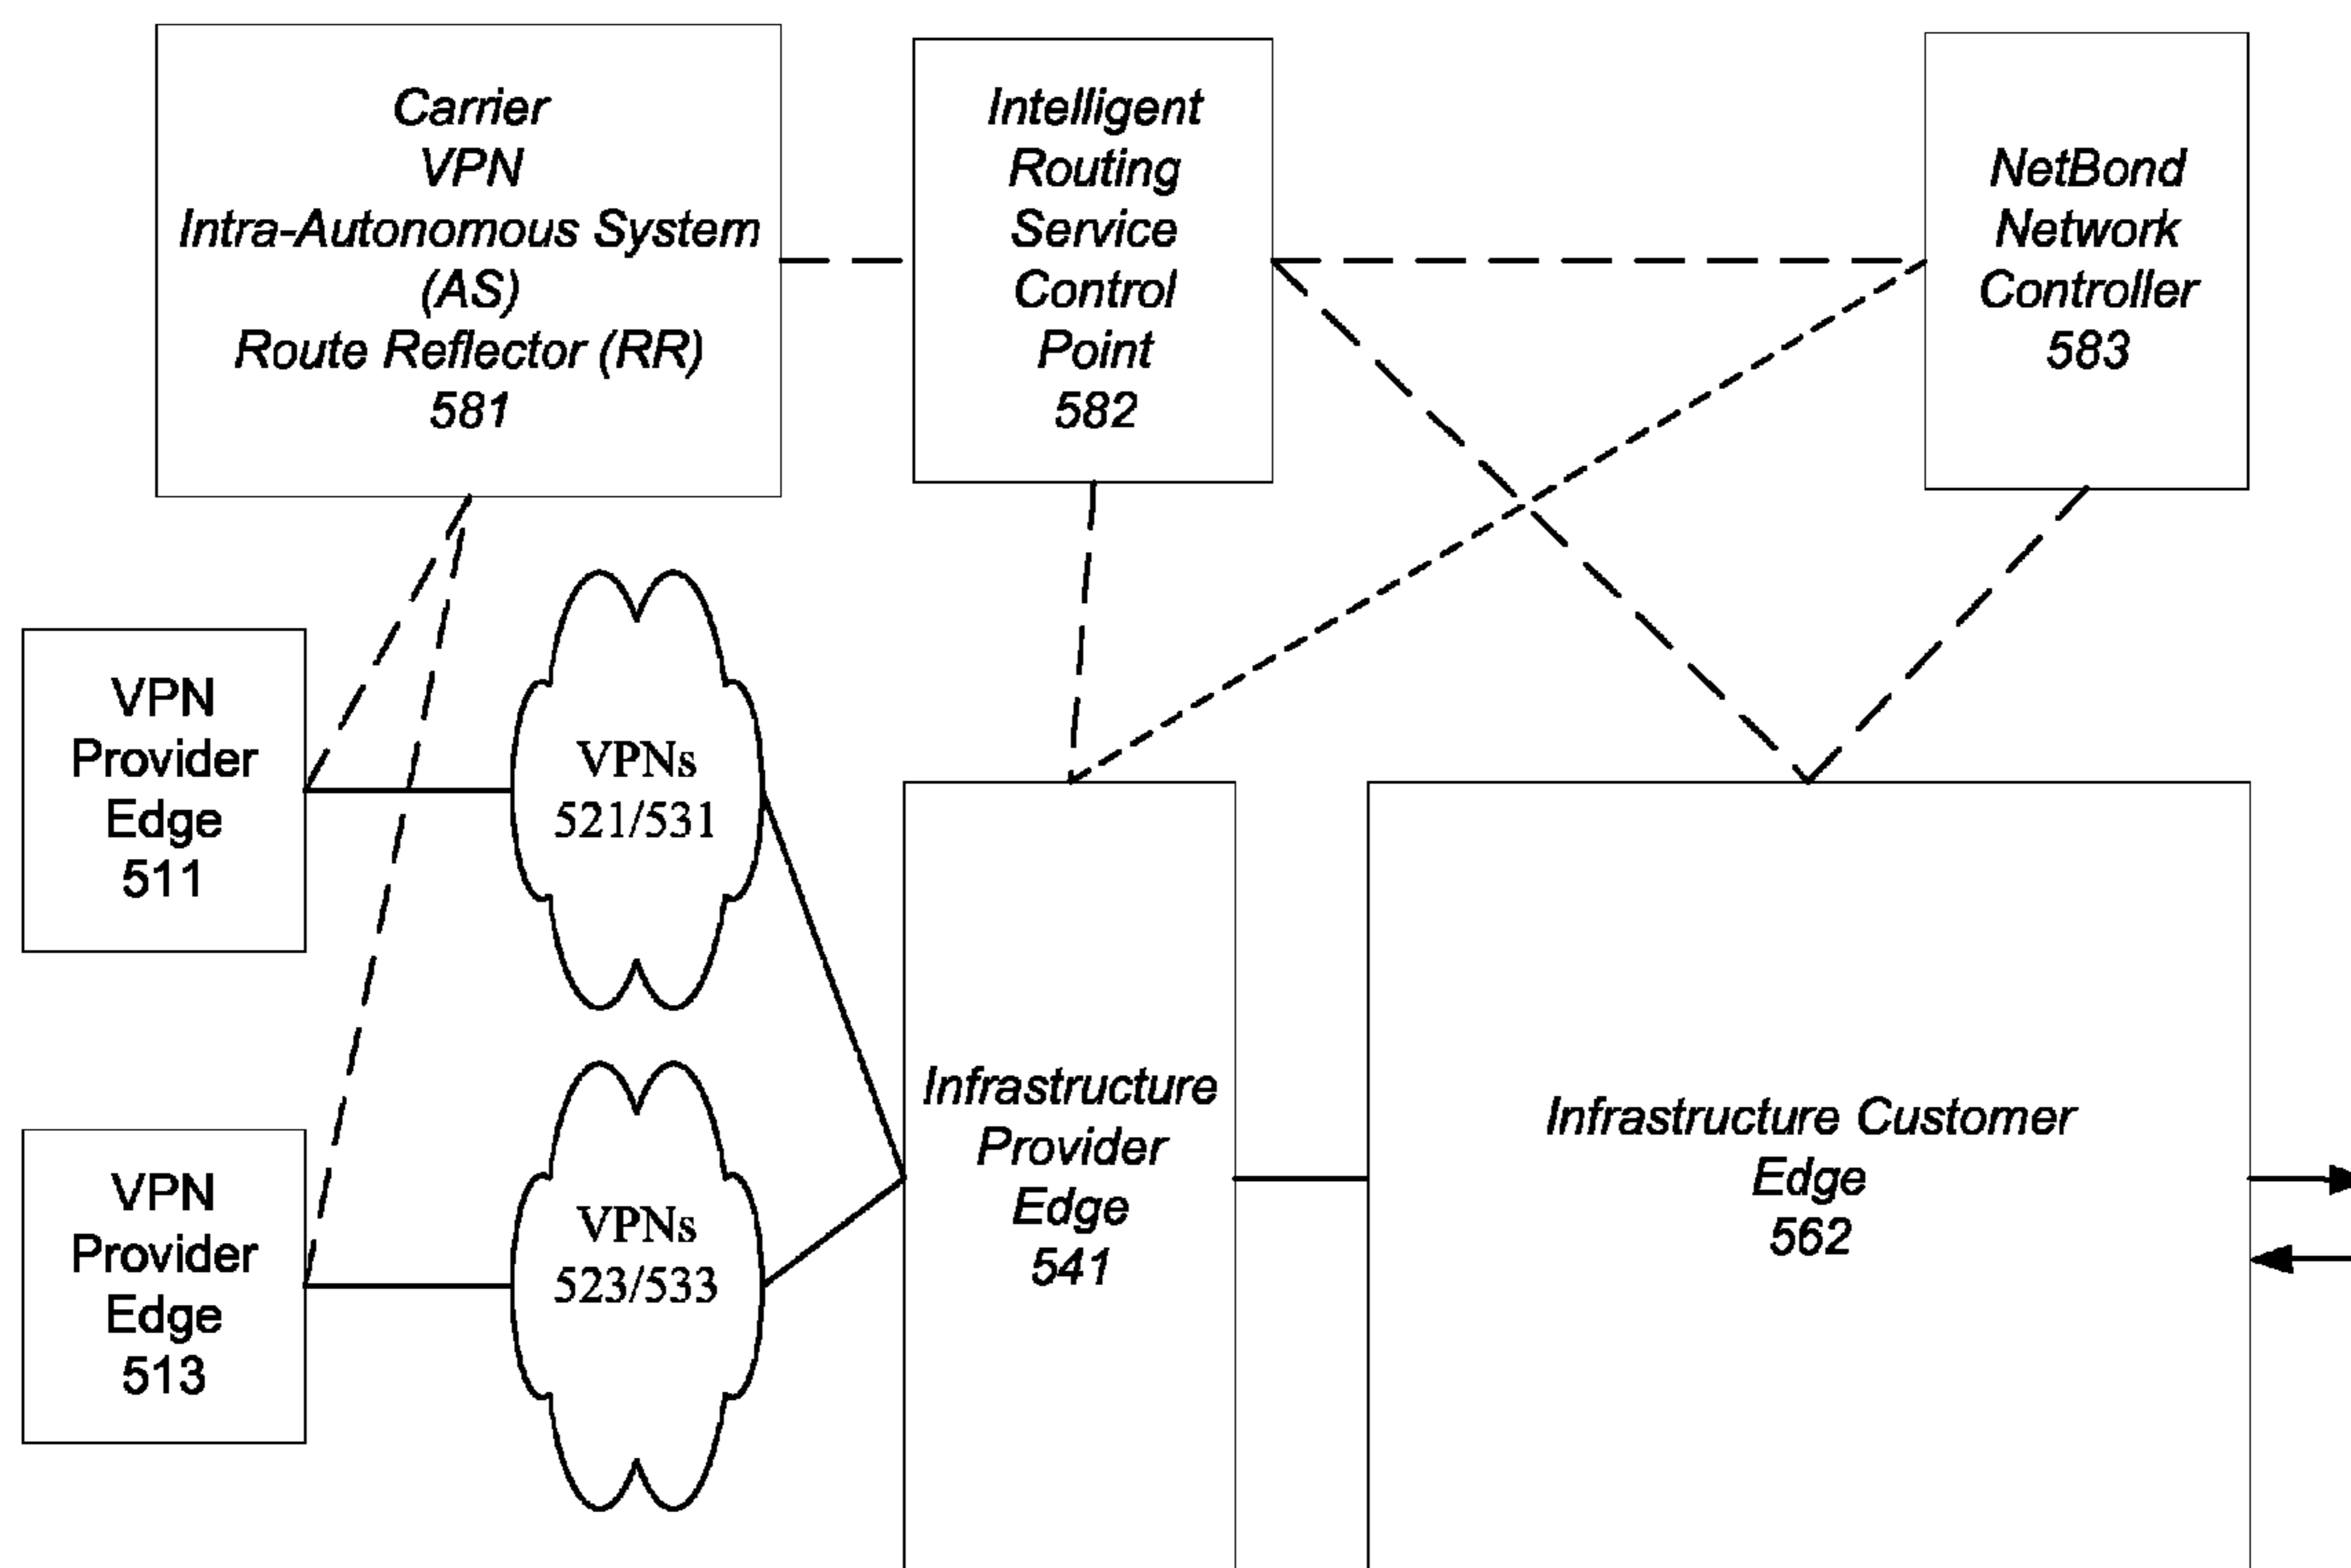 Carrier
VPN
Intra-Autonomous System
(AS)
Route Reflector (RR)
581
Intelligent
Routing
Service
Control
Point
582
NetBond
Network
Controller
583
VPN
Provider
Edge
511
VPNs
521/531
VPN
Provider
Edge
513
VPNs
523/533
Infrastructure
Provider
Edge
541
Infrastructure Customer
Edge
562